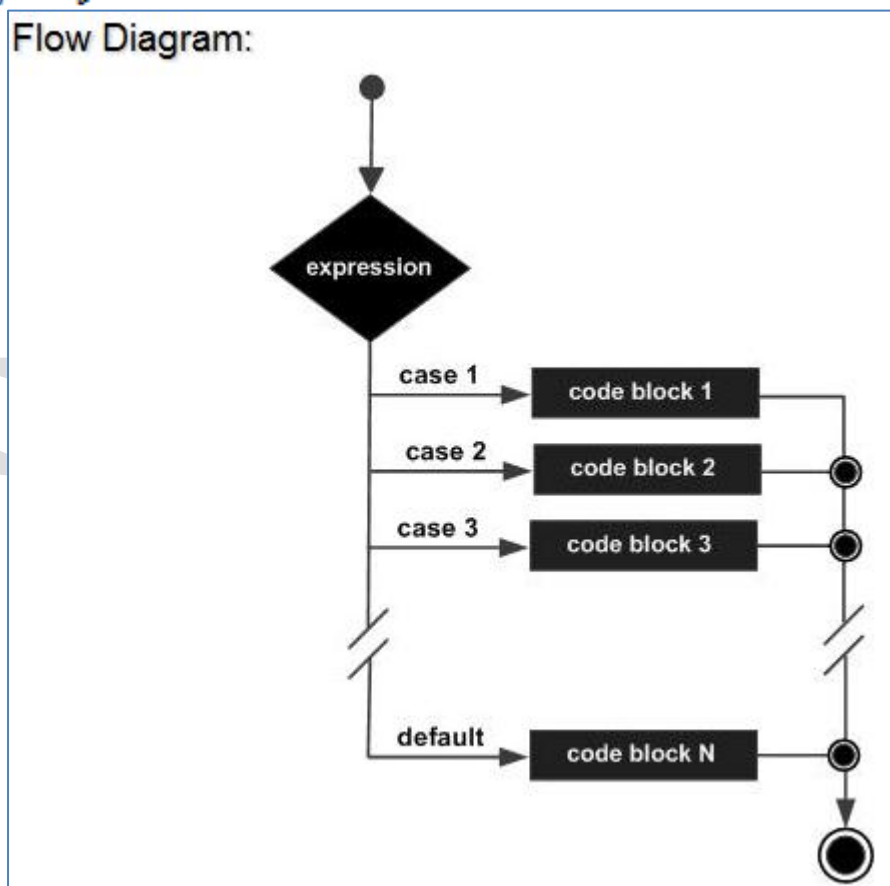 Flow Diagram:
expression
case 1
code block 1
case 2
code block 2
case 3
code block 3
default
code block N